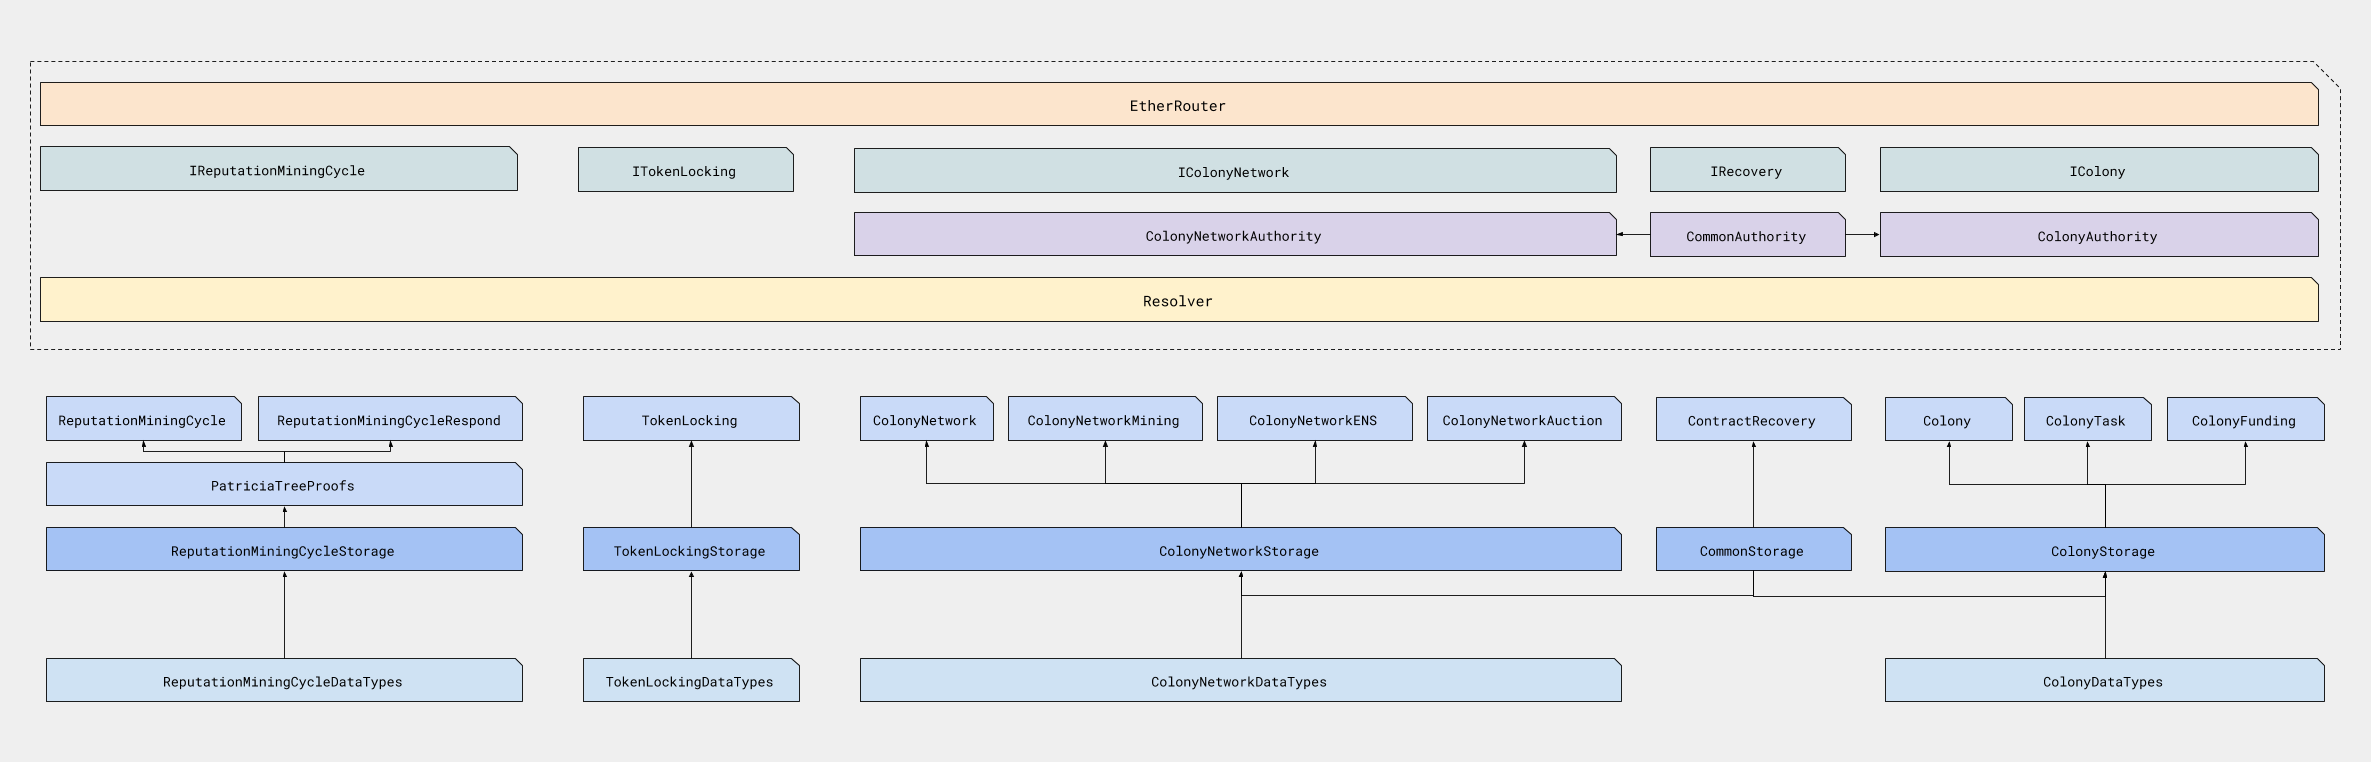 EtherRouter
IReputationMiningCycle
ITokenLocking
IColonyNetwork
IRecovery
IColony
ColonyNetworkAuthority
CommonAuthority
ColonyAuthority
Resolver
ReputationMiningCycle
ReputationMiningCycleRespond
TokenLocking
ColonyNetwork
ColonyNetworkMining
ColonyNetworkENS
ColonyNetworkAuction
ContractRecovery
Colony
ColonyTask
ColonyFunding
PatriciaTreeProofs
ReputationMiningCycleStorage
TokenLockingStorage
ColonyNetworkStorage
CommonStorage
ColonyStorage
ReputationMiningCycleDataTypes
TokenLockingDataTypes
ColonyNetworkDataTypes
ColonyDataTypes